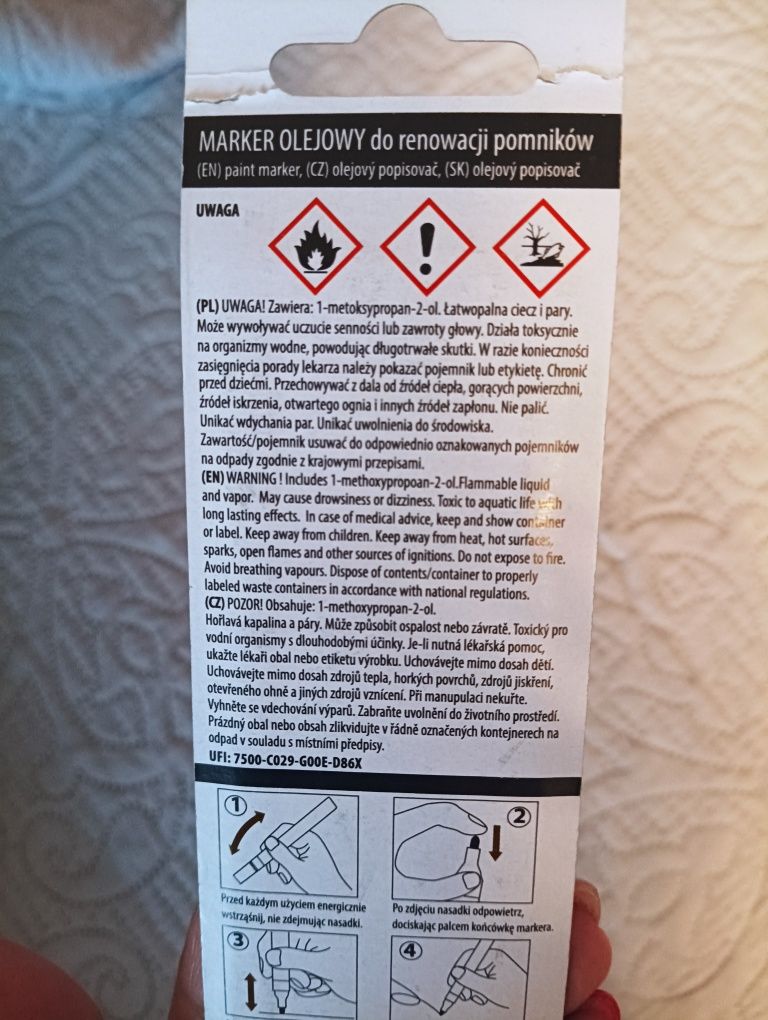 MARKER OLEJOWY do renowacji pomników
(EN) paint marker, (CZ) olejový popisovač, (SK) olejový popisovač
UWAGA
(PL) UWAGA! Zawiera: 1-metoksypropan-2-ol. Łatwopalna ciecz i pary.
Może wywoływać uczucie senności lub zawroty głowy. Działa toksycznie
na organizmy wodne, powodując długotrwałe skutki. W razie konieczności
zasięgnięcia porady lekarza należy pokazać pojemnik lub etykietę. Chronić
przed dziećmi. Przechowywać z dala od źródeł ciepła, gorących powierzchni,
źródeł iskrzenia, otwartego ognia i innych źródeł zapłonu. Nie palić.
Unikać wdychania par. Unikać uwolnienia do środowiska.
Zawartość/pojemnik usuwać do odpowiednio oznakowanych pojemników
na odpady zgodnie z krajowymi przepisami.
(EN) WARNING ! Includes 1-methoxypropoan-2-ol.Flammable liquid
and vapor. May cause drowsiness or dizziness. Toxic to aquatic life with
long lasting effects. In case of medical advice, keep and show container
or label. Keep away from children. Keep away from heat, hot surfaces,
sparks, open flames and other sources of ignitions. Do not expose to fire.
Avoid breathing vapours. Dispose of contents/container to properly
labeled waste containers in accordance with national regulations.
(CZ) POZOR! Obsahuje: 1-methoxypropan-2-ol.
Hořlavá kapalina a páry. Může způsobit ospalost nebo závratě. Toxický pro
vodní organismy s dlouhodobými účinky. Je-li nutná lékařská pomoc,
ukažte lékaři obal nebo etiketu výrobku. Uchovávejte mimo dosah dětí.
Uchovávejte mimo dosah zdrojů tepla, horkých povrchů, zdrojů jiskření,
otevřeného ohně a jiných zdrojů vznícení. Při manupulaci nekuřte.
Vyhněte se vdechování výparů. Zabraňte uvolnění do životního prostředí.
Prázdný obal nebo obsah zlikvidujte v řádně označených kontejnerech na
odpad v souladu s místními předpisy.
UFI: 7500-C029-G00E-D86X
1
2
Przed każdym użyciem energicznie
wstrząśnij, nie zdejmując nasadki.
Po zdjęciu nasadki odpowietrz,
dociskając palcem końcówkę markera.
3
4